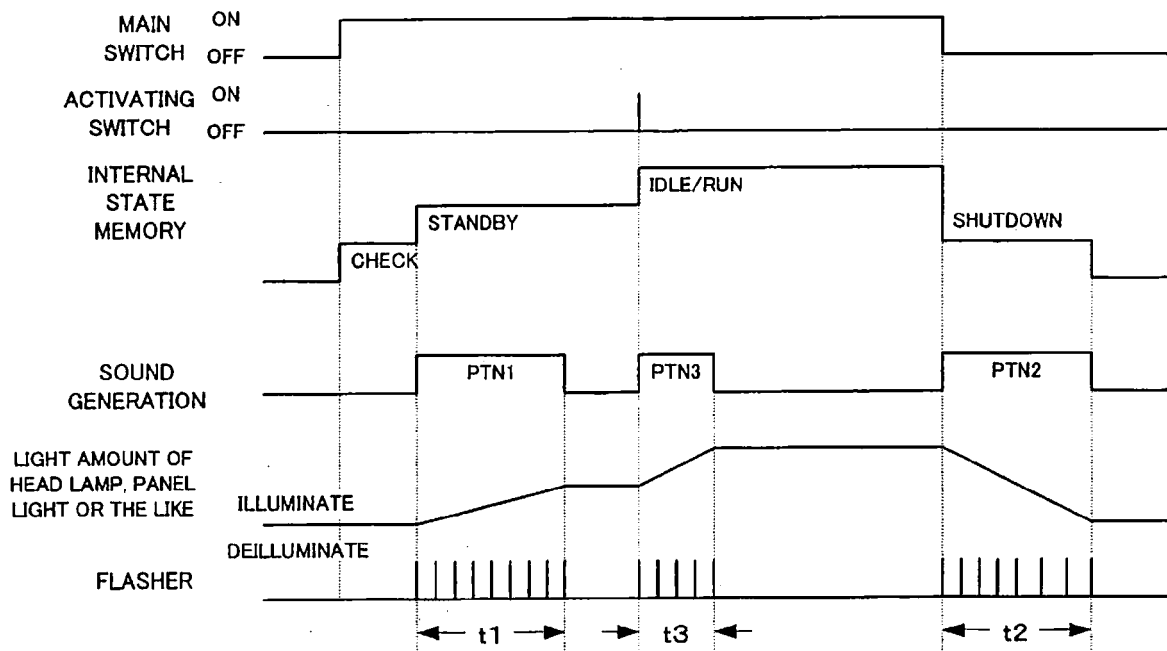 MAIN
SWITCH
ON
OFF
ACTIVATING
SWITCH
ON
OFF
INTERNAL
STATE
MEMORY
IDLE/RUN
STANDBY
SHUTDOWN
CHECK
SOUND
GENERATION
PTN1
PTN3
PTN2
LIGHT AMOUNT OF
HEAD LAMP, PANEL
LIGHT OR THE LIKE
ILLUMINATE
DEILLUMINATE
FLASHER
t1
t3
t2